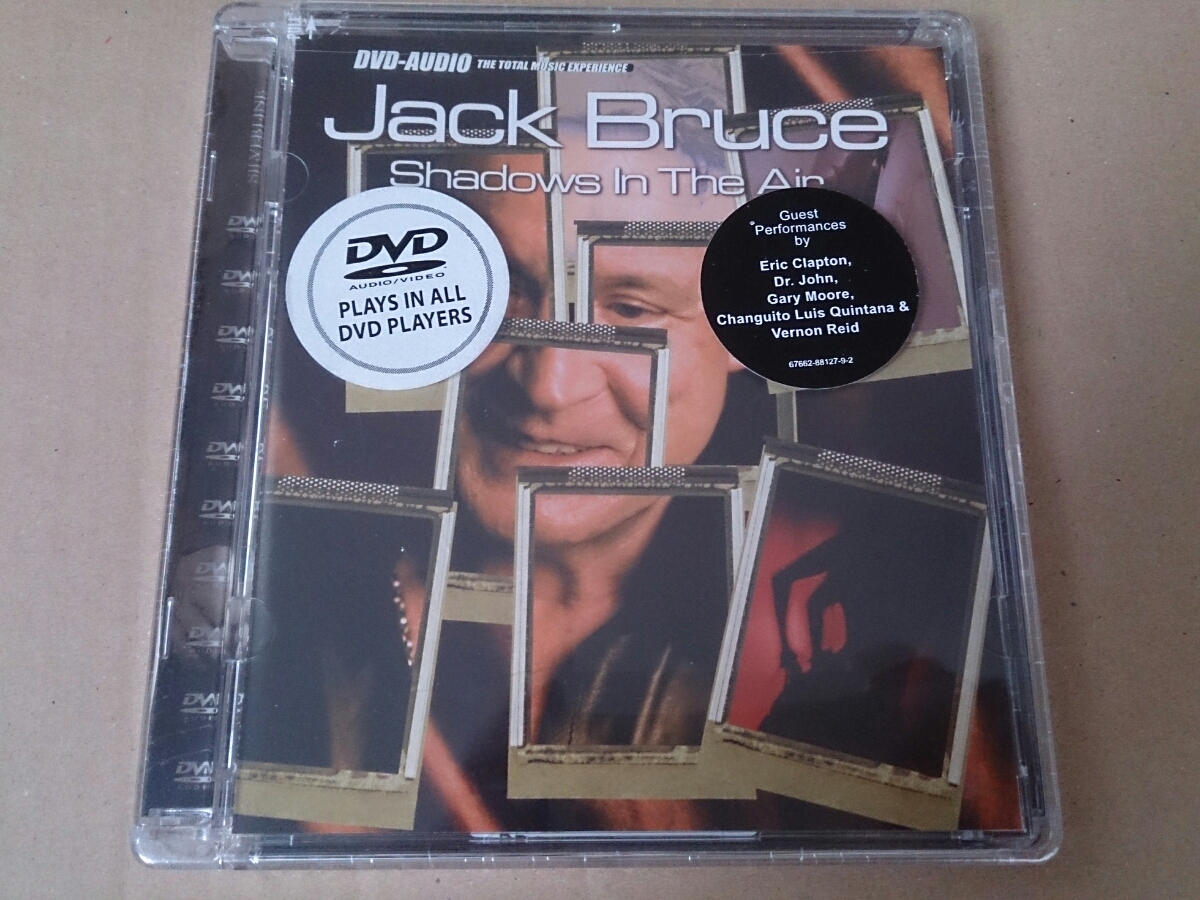 DVD-AUDIO THE TOTAL MUSIC EXPERIENCE
Jack Bruce
Shadows In The Air
DVD
AUDIO/VIDEO
PLAYS IN ALL
DVD PLAYERS
Guest
Performances
by
Eric Clapton,
Dr. John,
Gary Moore,
Changuito Luis Quintana &
Vernon Reid
67662-88127-9-2
SILVERLINE